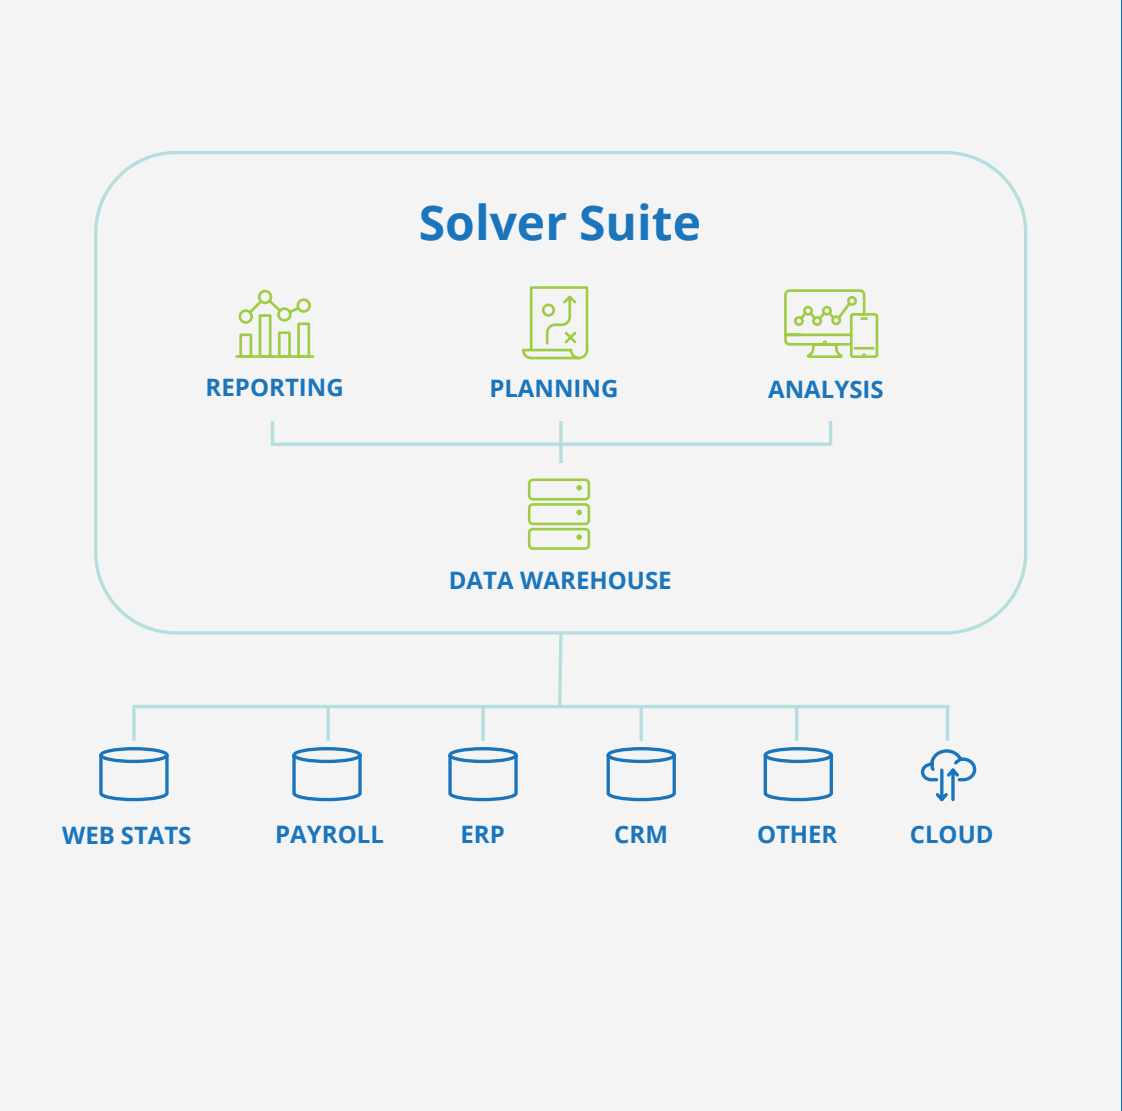 Solver Suite
REPORTING
PLANNING
ANALYSIS
DATA WAREHOUSE
WEB STATS
PAYROLL
ERP
CRM
OTHER
CLOUD